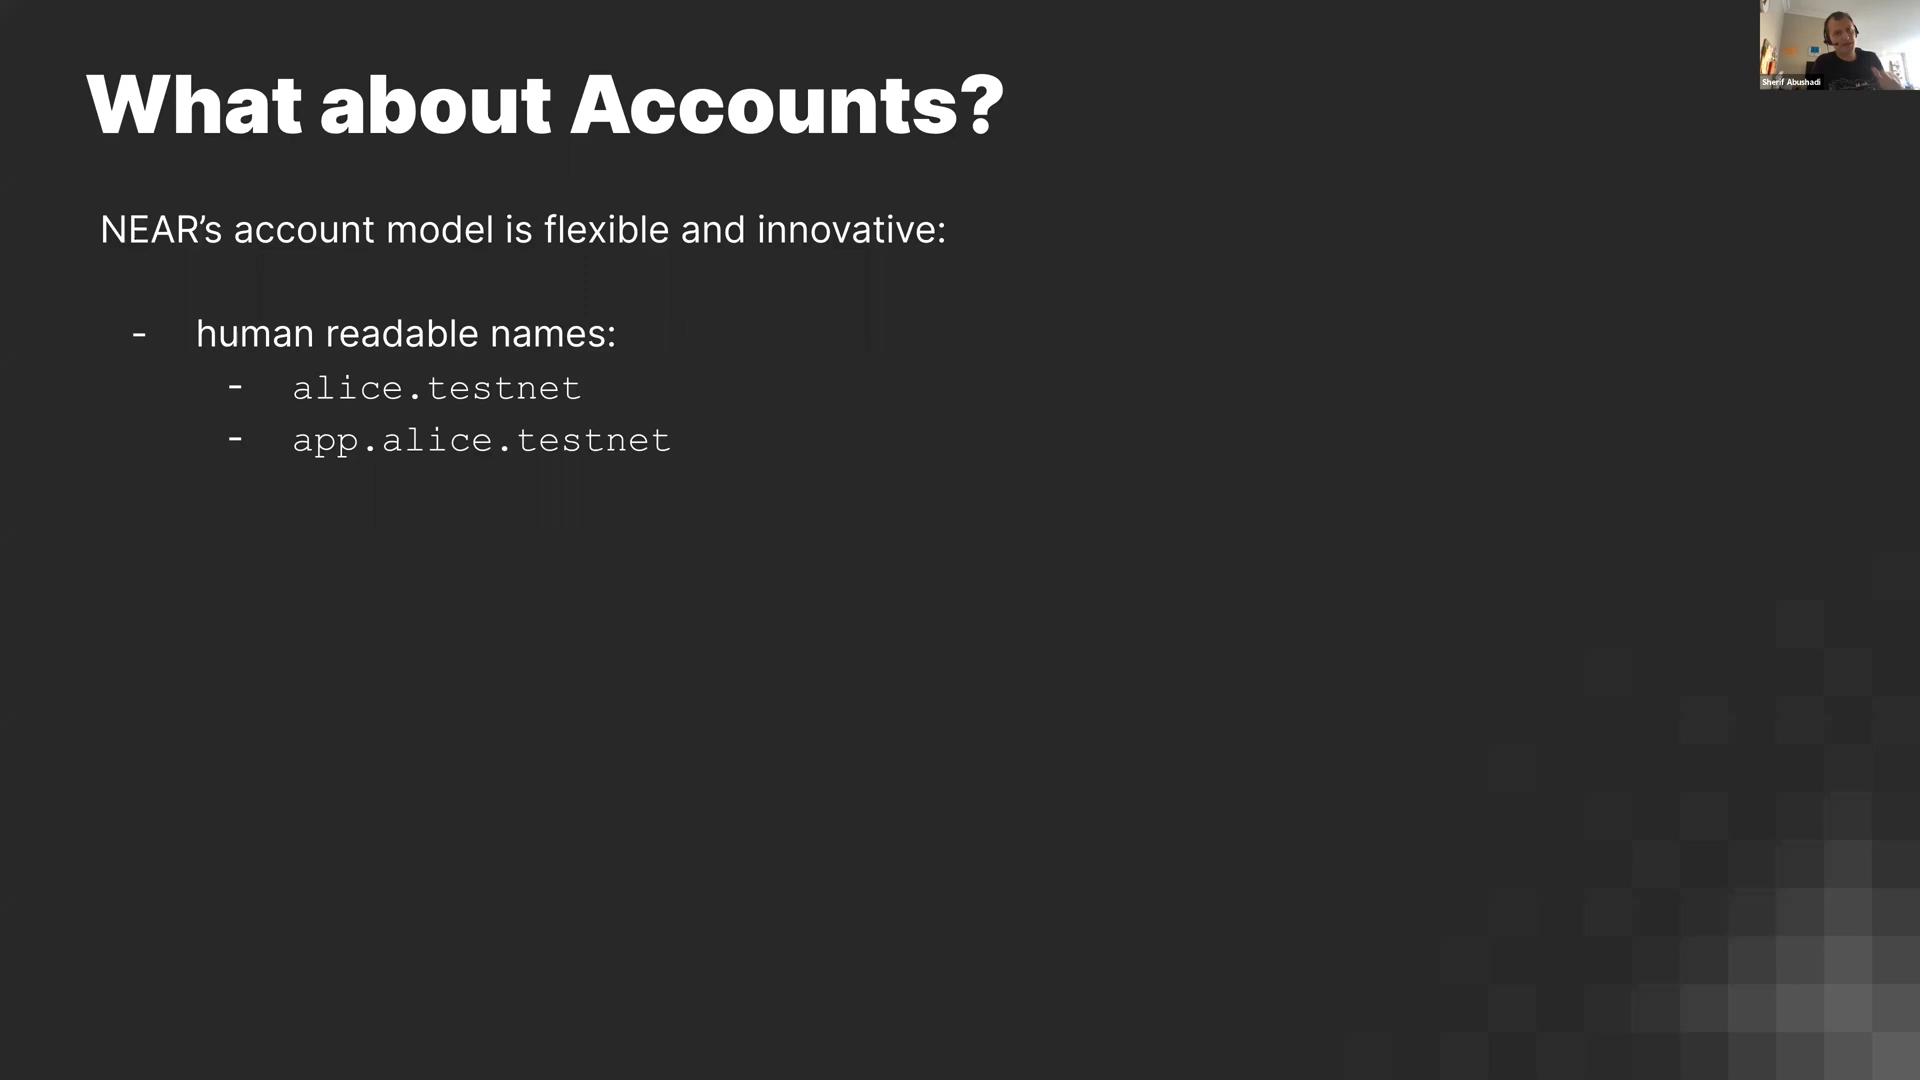 What about Accounts?
Sherif Abushadi
NEAR’s account model is flexible and innovative:
- human readable names:
- alice.testnet
- app.alice.testnet